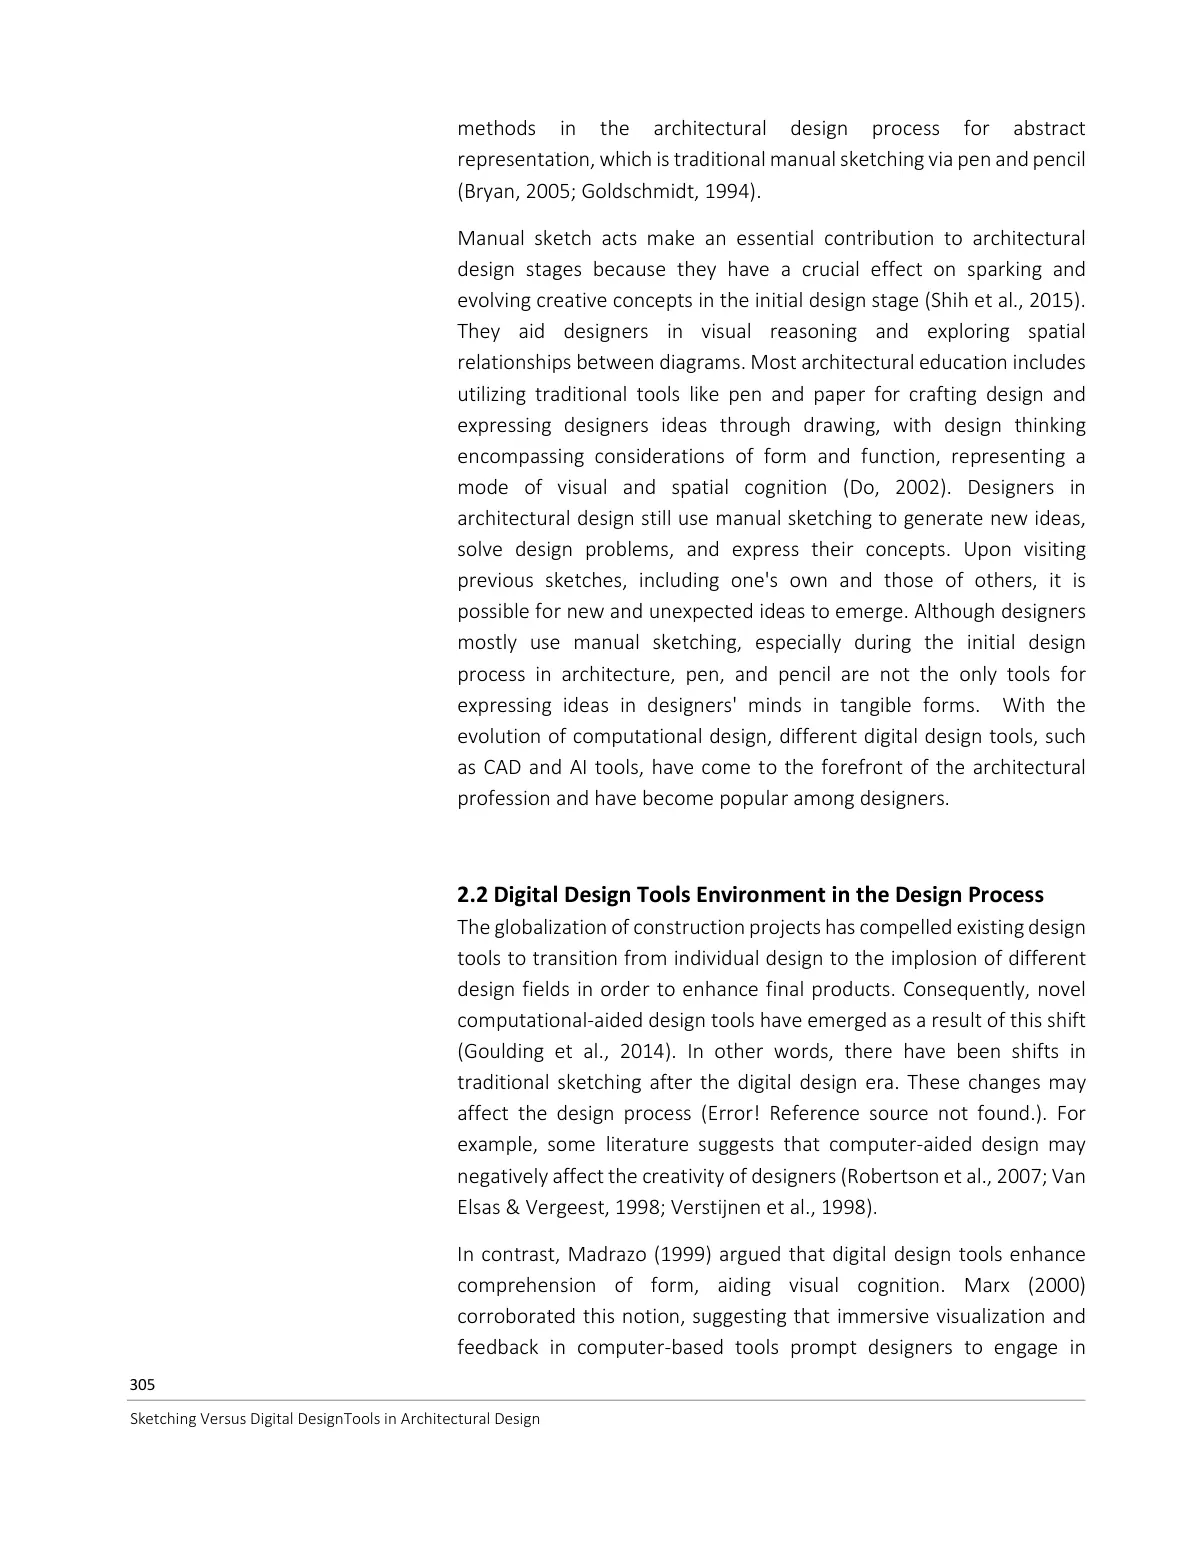 methods in the architectural design process for abstract
representation, which is traditional manual sketching via pen and pencil
(Bryan, 2005; Goldschmidt, 1994).
Manual sketch acts make an essential contribution to architectural
design stages because they have a crucial effect on sparking and
evolving creative concepts in the initial design stage (Shih et al., 2015).
They aid designers in visual reasoning and exploring spatial
relationships between diagrams. Most architectural education includes
utilizing traditional tools like pen and paper for crafting design and
expressing designers ideas through drawing, with design thinking
encompassing considerations of form and function, representing a
mode of visual and spatial cognition (Do, 2002). Designers in
architectural design still use manual sketching to generate new ideas,
solve design problems, and express their concepts. Upon visiting
previous sketches, including one's own and those of others, it is
possible for new and unexpected ideas to emerge. Although designers
mostly use manual sketching, especially during the initial design
process in architecture, pen, and pencil are not the only tools for
expressing ideas in designers' minds in tangible forms.  With the
evolution of computational design, different digital design tools, such
as CAD and AI tools, have come to the forefront of the architectural
profession and have become popular among designers.
2.2 Digital Design Tools Environment in the Design Process
The globalization of construction projects has compelled existing design
tools to transition from individual design to the implosion of different
design fields in order to enhance final products. Consequently, novel
computational-aided design tools have emerged as a result of this shift
(Goulding et al., 2014). In other words, there have been shifts in
traditional sketching after the digital design era. These changes may
affect the design process (Error! Reference source not found.). For
example, some literature suggests that computer-aided design may
negatively affect the creativity of designers (Robertson et al., 2007; Van
Elsas & Vergeest, 1998; Verstijnen et al., 1998).
In contrast, Madrazo (1999) argued that digital design tools enhance
comprehension of form, aiding visual cognition. Marx (2000)
corroborated this notion, suggesting that immersive visualization and
feedback in computer-based tools prompt designers to engage in
305
Sketching Versus Digital DesignTools in Architectural Design